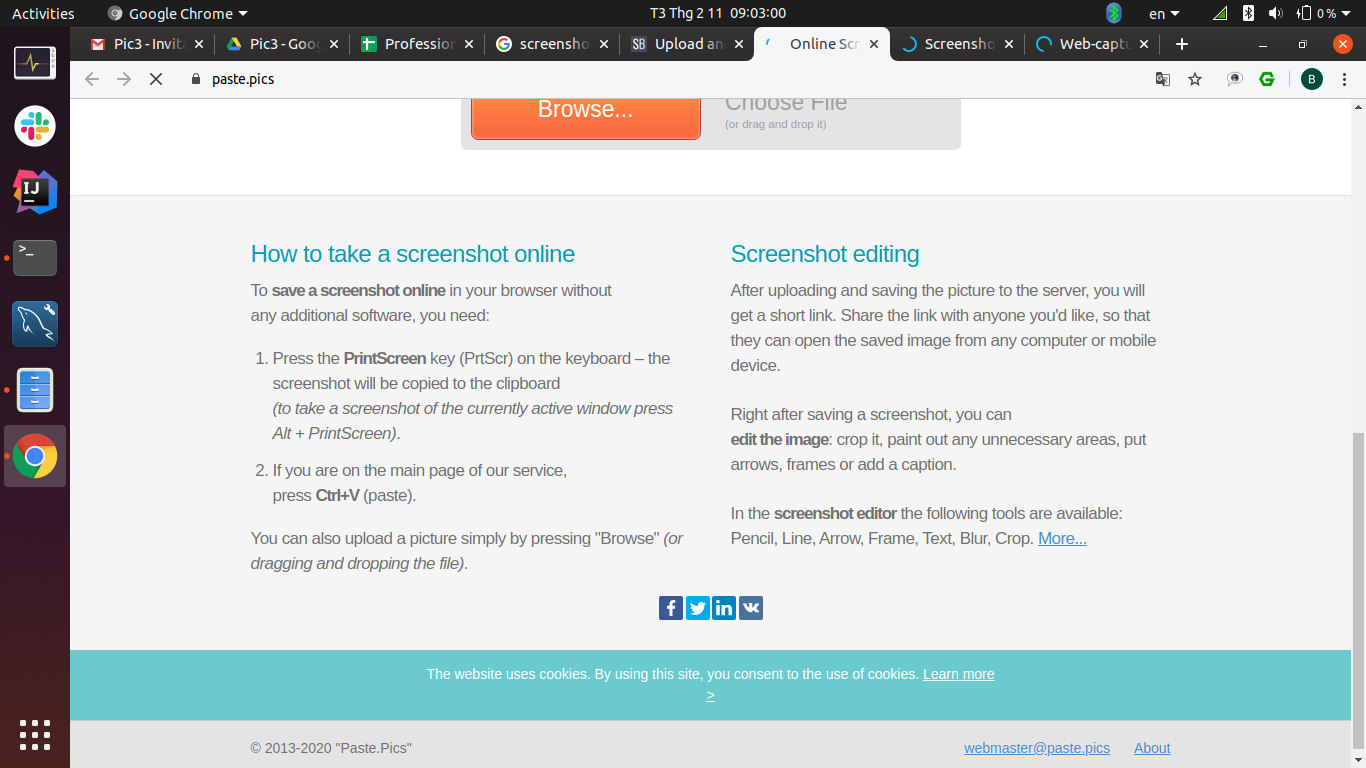 Activities
Google Chrome
T3 Thg 2 11 09:03:00
en
0 %
Pic3 - Invita
Pic3 - Goog
Profession
screensho
SB
Upload an
Online Scr
Screensho
Web-captu
paste.pics
B
Browse...
Choose File
(or drag and drop it)
How to take a screenshot online
To save a screenshot online in your browser without
any additional software, you need:
1. Press the PrintScreen key (PrtScr) on the keyboard – the
screenshot will be copied to the clipboard
(to take a screenshot of the currently active window press
Alt + PrintScreen).
2. If you are on the main page of our service,
press Ctrl+V (paste).
You can also upload a picture simply by pressing "Browse" (or
dragging and dropping the file).
Screenshot editing
After uploading and saving the picture to the server, you will
get a short link. Share the link with anyone you'd like, so that
they can open the saved image from any computer or mobile
device.
Right after saving a screenshot, you can
edit the image: crop it, paint out any unnecessary areas, put
arrows, frames or add a caption.
In the screenshot editor the following tools are available:
Pencil, Line, Arrow, Frame, Text, Blur, Crop. More...
The website uses cookies. By using this site, you consent to the use of cookies. Learn more
>
© 2013-2020 "Paste.Pics"
webmaster@paste.pics
About